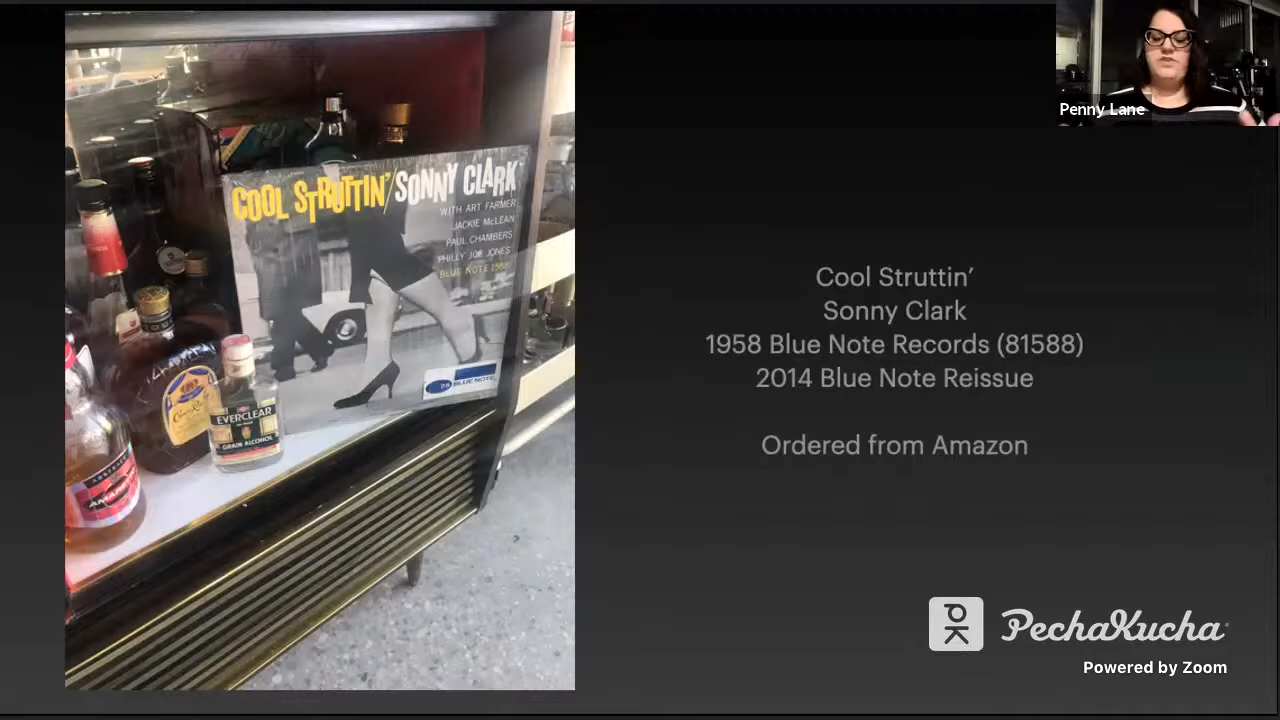 COOL STRUTTIN'/SONNY CLARK
WITH ART FARMER
JACKIE McLEAN
PAUL CHAMBERS
'PHILLY' JOE JONES
BLUE NOTE 1588
BLUE NOTE
Crown Royal
EVERCLEAR
GRAIN ALCOHOL
AMARETTO
Penny Lane
Cool Struttin’
Sonny Clark
1958 Blue Note Records (81588)
2014 Blue Note Reissue
Ordered from Amazon
PK
PechaKucha
Powered by Zoom